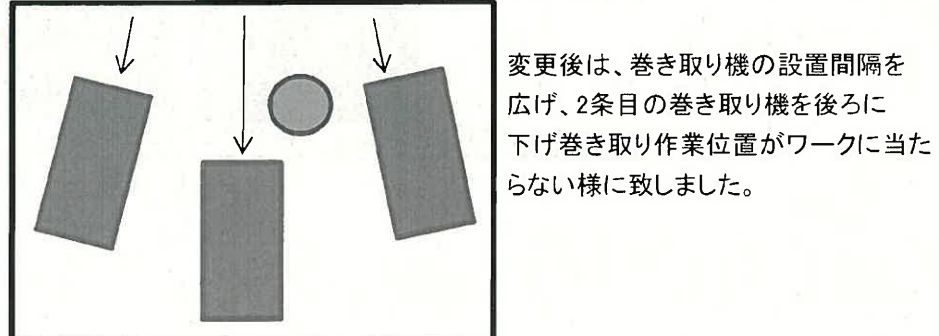 変更後は、巻き取り機の設置間隔を
広げ、2条目の巻き取り機を後ろに
下げ巻き取り作業位置がワークに当た
らない様に致しました。